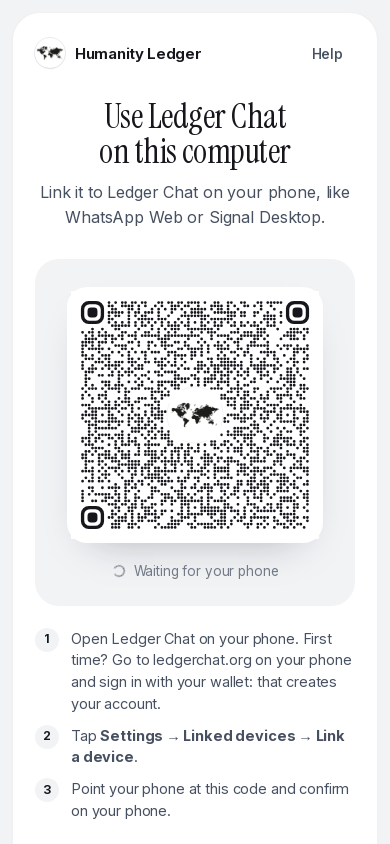 Humanity Ledger
Help
Use Ledger Chat
on this computer
Link it to Ledger Chat on your phone, like
WhatsApp Web or Signal Desktop.
Waiting for your phone
1
Open Ledger Chat on your phone. First
time? Go to ledgerchat.org on your phone
and sign in with your wallet: that creates
your account.
2
Tap Settings → Linked devices → Link
a device.
3
Point your phone at this code and confirm
on your phone.